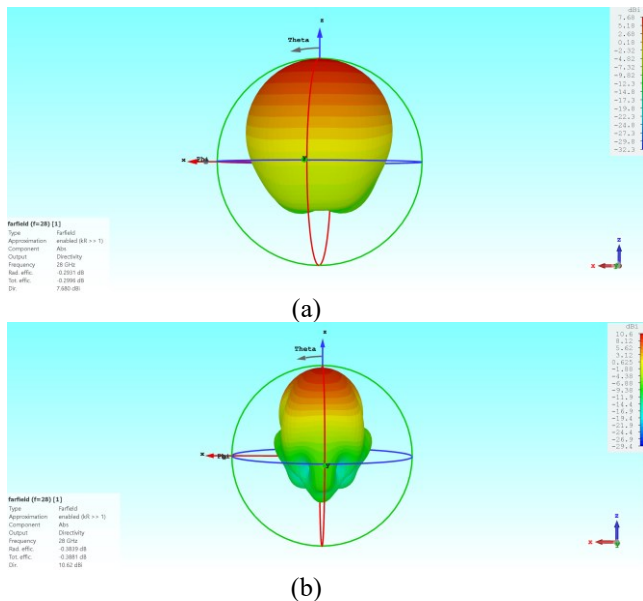 z
Theta
dBi
7.68
5.18
2.68
0.18
-2.32
-4.82
-7.32
-9.82
-12.3
-14.8
-17.3
-19.8
-22.3
-24.8
-27.3
-29.8
-32.3
x
Phi
y
farfield (f=28) [1]
Type Farfield
Approximation enabled (kR >> 1)
Component Abs
Output Directivity
Frequency 28 GHz
Rad. effic. -0.2931 dB
Tot. effic. -0.2998 dB
Dir. 7.680 dBi
z
x
(a)
z
Theta
dBi
10.6
8.12
5.62
3.12
0.625
-1.88
-4.38
-6.88
-9.38
-11.9
-14.4
-16.9
-19.4
-21.9
-24.4
-26.9
-29.4
x
Phi
y
farfield (f=28) [1]
Type Farfield
Approximation enabled (kR >> 1)
Component Abs
Output Directivity
Frequency 28 GHz
Rad. effic. -0.3839 dB
Tot. effic. -0.3881 dB
Dir. 10.62 dBi
z
x
(b)